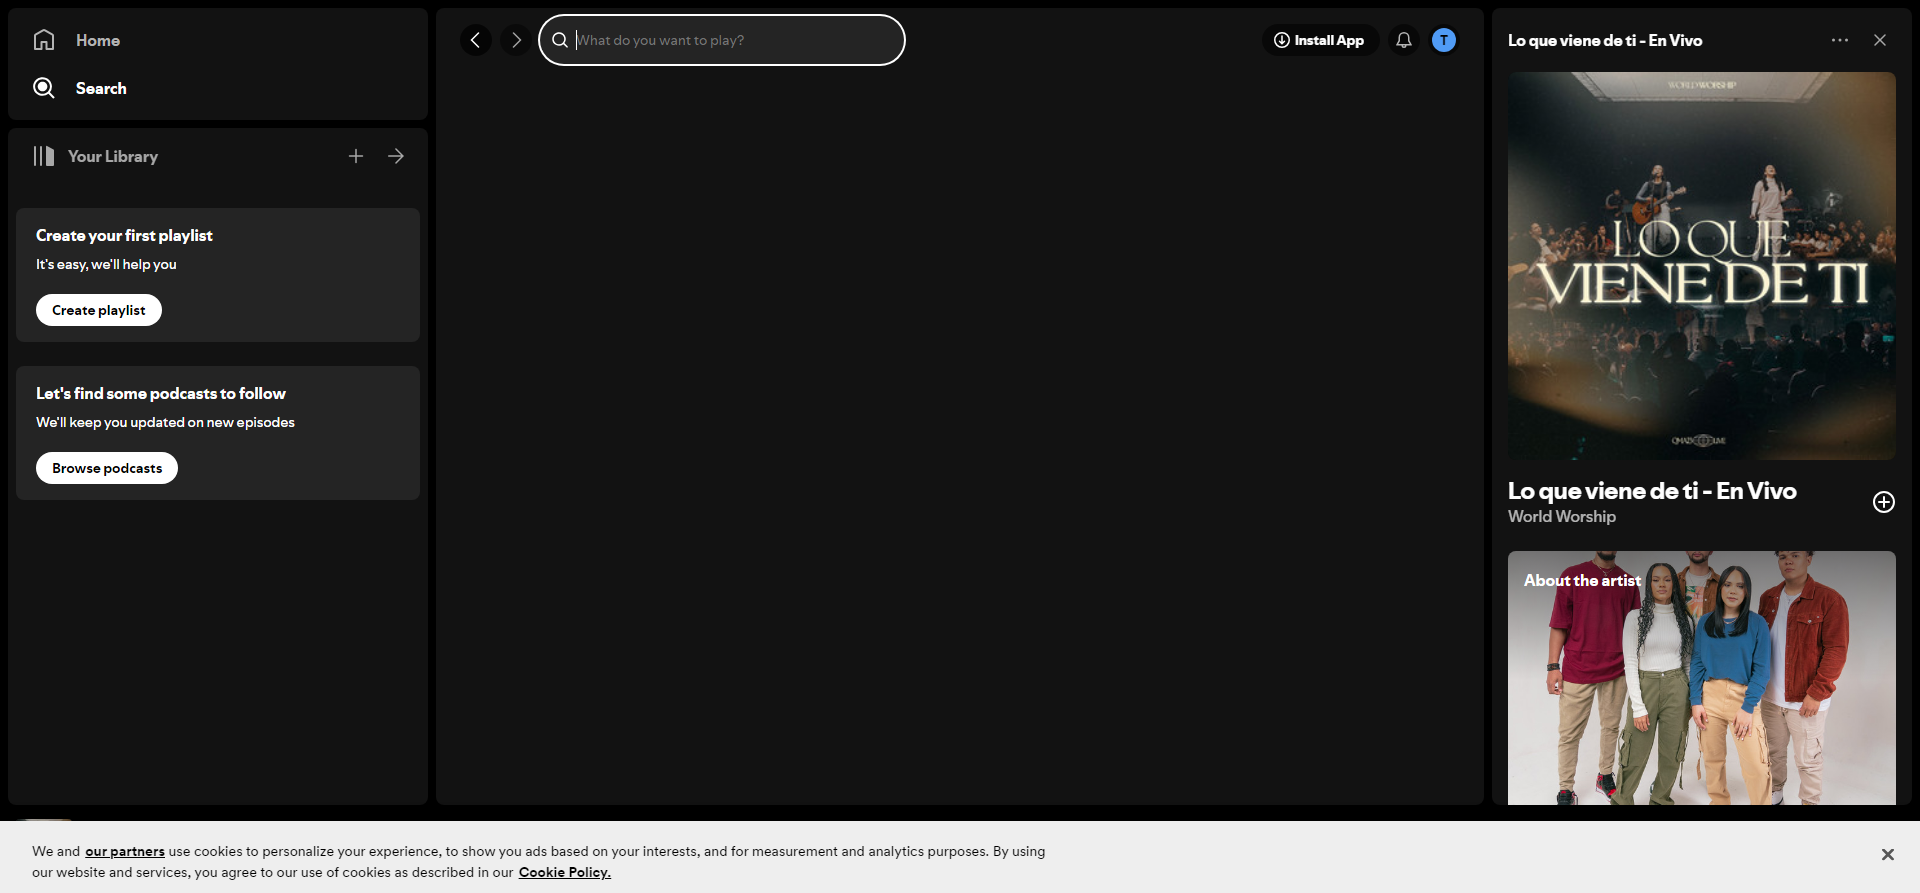 Home
Search
Your Library
Create your first playlist
It's easy, we'll help you
Create playlist
Let's find some podcasts to follow
We'll keep you updated on new episodes
Browse podcasts
What do you want to play?
Install App
T
Lo que viene de ti - En Vivo
WORLD WORSHIP
LO QUE
VIENE DE TI
Lo que viene de ti - En Vivo
World Worship
About the artist
We and our partners use cookies to personalize your experience, to show you ads based on your interests, and for measurement and analytics purposes. By using
our website and services, you agree to our use of cookies as described in our Cookie Policy.